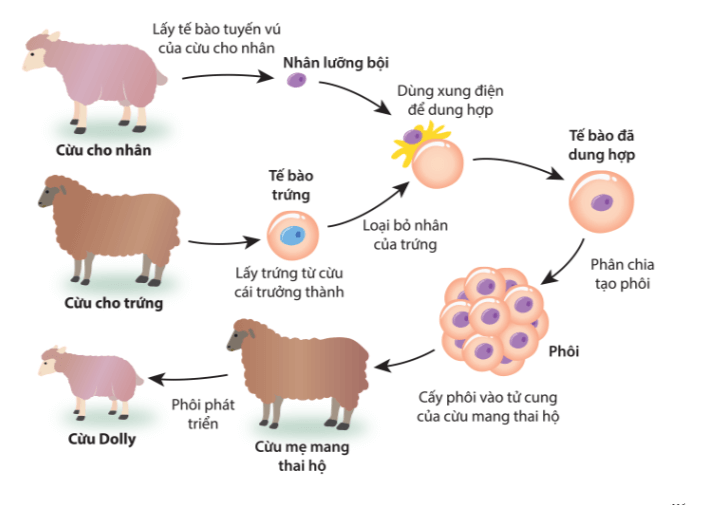 Lấy tế bào tuyến vú
của cừu cho nhân
Nhân lưỡng bội
Dùng xung điện
để dung hợp
Cừu cho nhân
Tế bào đã
dung hợp
Tế bào
trứng
Loại bỏ nhân
của trứng
Lấy trứng từ cừu
cái trưởng thành
Cừu cho trứng
Phân chia
tạo phôi
Phôi
Cấy phôi vào tử cung
của cừu mang thai hộ
Phôi phát
triển
Cừu Dolly
Cừu mẹ mang
thai hộ